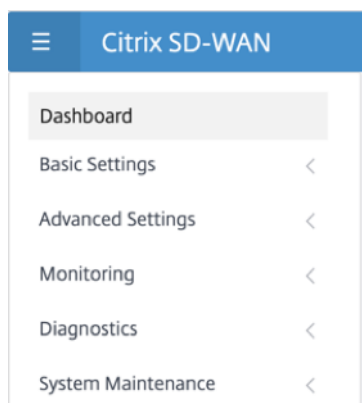 Citrix SD-WAN
Dashboard
Basic Settings
Advanced Settings
Monitoring
Diagnostics
System Maintenance